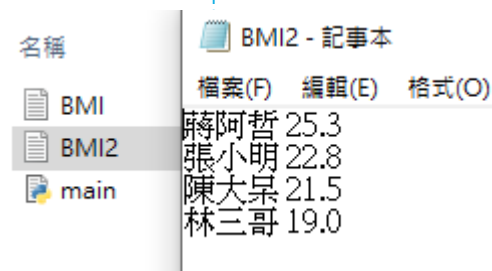 名稱
BMI
BMI2
main
BMI2 - 記事本
檔案(F) 編輯(E) 格式(O)
蔣阿哲 25.3
張小明 22.8
陳大呆 21.5
林三哥 19.0